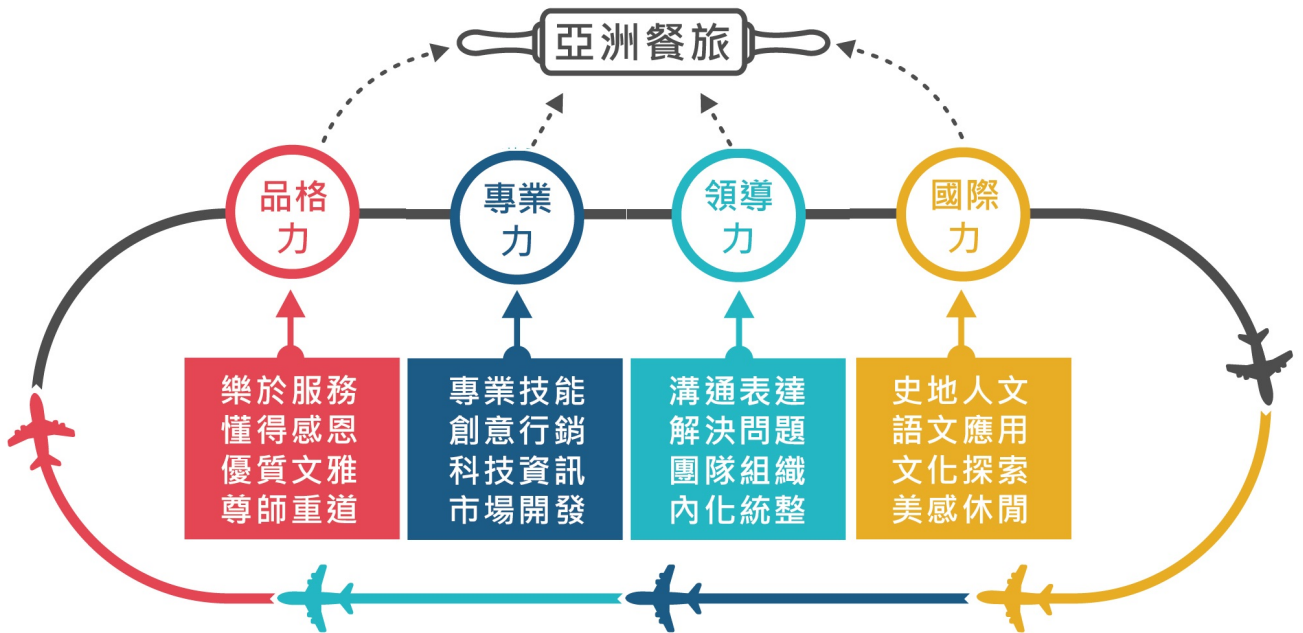 亞洲餐旅
品格
力
專業
力
領導
力
國際
力
樂於服務
懂得感恩
優質文雅
尊師重道
專業技能
創意行銷
科技資訊
市場開發
溝通表達
解決問題
團隊組織
內化統整
史地人文
語文應用
文化探索
美感休閒